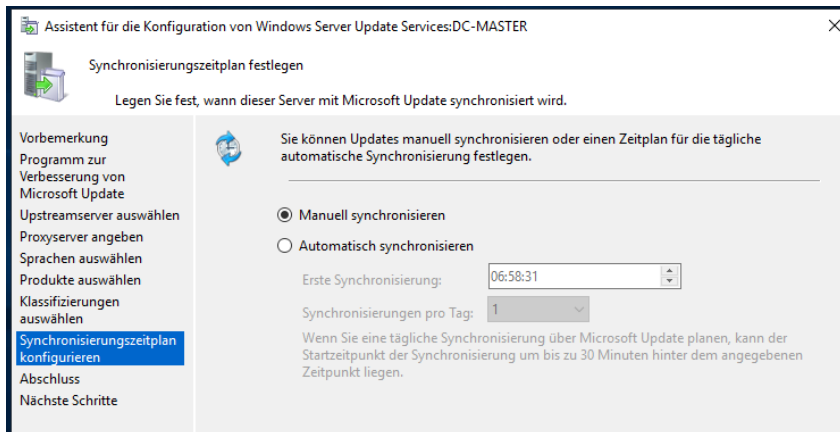 Assistent für die Konfiguration von Windows Server Update Services:DC-MASTER
Synchronisierungszeitplan festlegen
Legen Sie fest, wann dieser Server mit Microsoft Update synchronisiert wird.
Vorbemerkung
Programm zur
Verbesserung von
Microsoft Update
Upstreamserver auswählen
Proxyserver angeben
Sprachen auswählen
Produkte auswählen
Klassifizierungen
auswählen
Synchronisierungszeitplan
konfigurieren
Abschluss
Nächste Schritte
Sie können Updates manuell synchronisieren oder einen Zeitplan für die tägliche
automatische Synchronisierung festlegen.
Manuell synchronisieren
Automatisch synchronisieren
Erste Synchronisierung: 06:58:31
Synchronisierungen pro Tag: 1
Wenn Sie eine tägliche Synchronisierung über Microsoft Update planen, kann der
Startzeitpunkt der Synchronisierung um bis zu 30 Minuten hinter dem angegebenen
Zeitpunkt liegen.